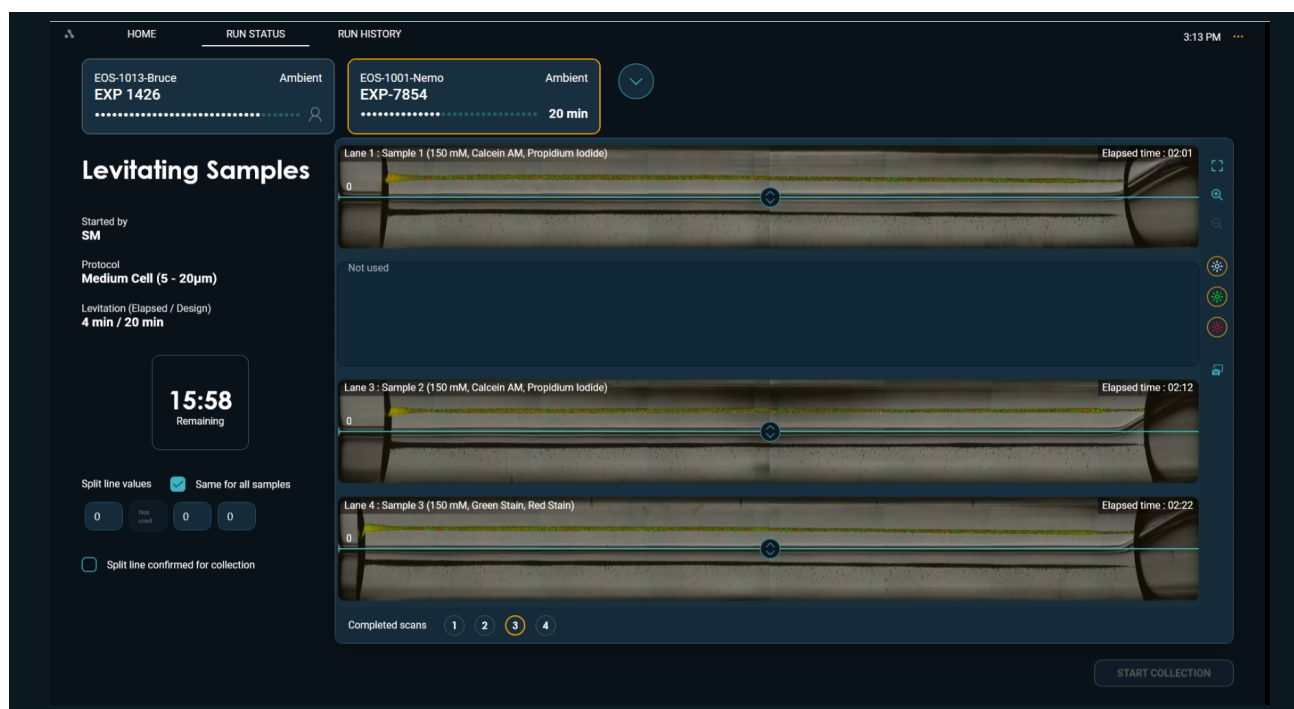 HOME RUN STATUS RUN HISTORY 3:13 PM
EOS-1013-Bruce Ambient
EXP 1426
EOS-1001-Nemo Ambient
EXP-7854
20 min
Levitating Samples
Started by
SM
Protocol
Medium Cell (5 - 20µm)
Levitation (Elapsed / Design)
4 min / 20 min
15:58
Remaining
Split line values Same for all samples
0 Not used 0 0
Split line confirmed for collection
Lane 1 : Sample 1 (150 mM, Calcein AM, Propidium Iodide) Elapsed time : 02:01
0
Not used
Lane 3 : Sample 2 (150 mM, Calcein AM, Propidium Iodide) Elapsed time : 02:12
0
Lane 4 : Sample 3 (150 mM, Green Stain, Red Stain) Elapsed time : 02:22
0
Completed scans 1 2 3 4
START COLLECTION